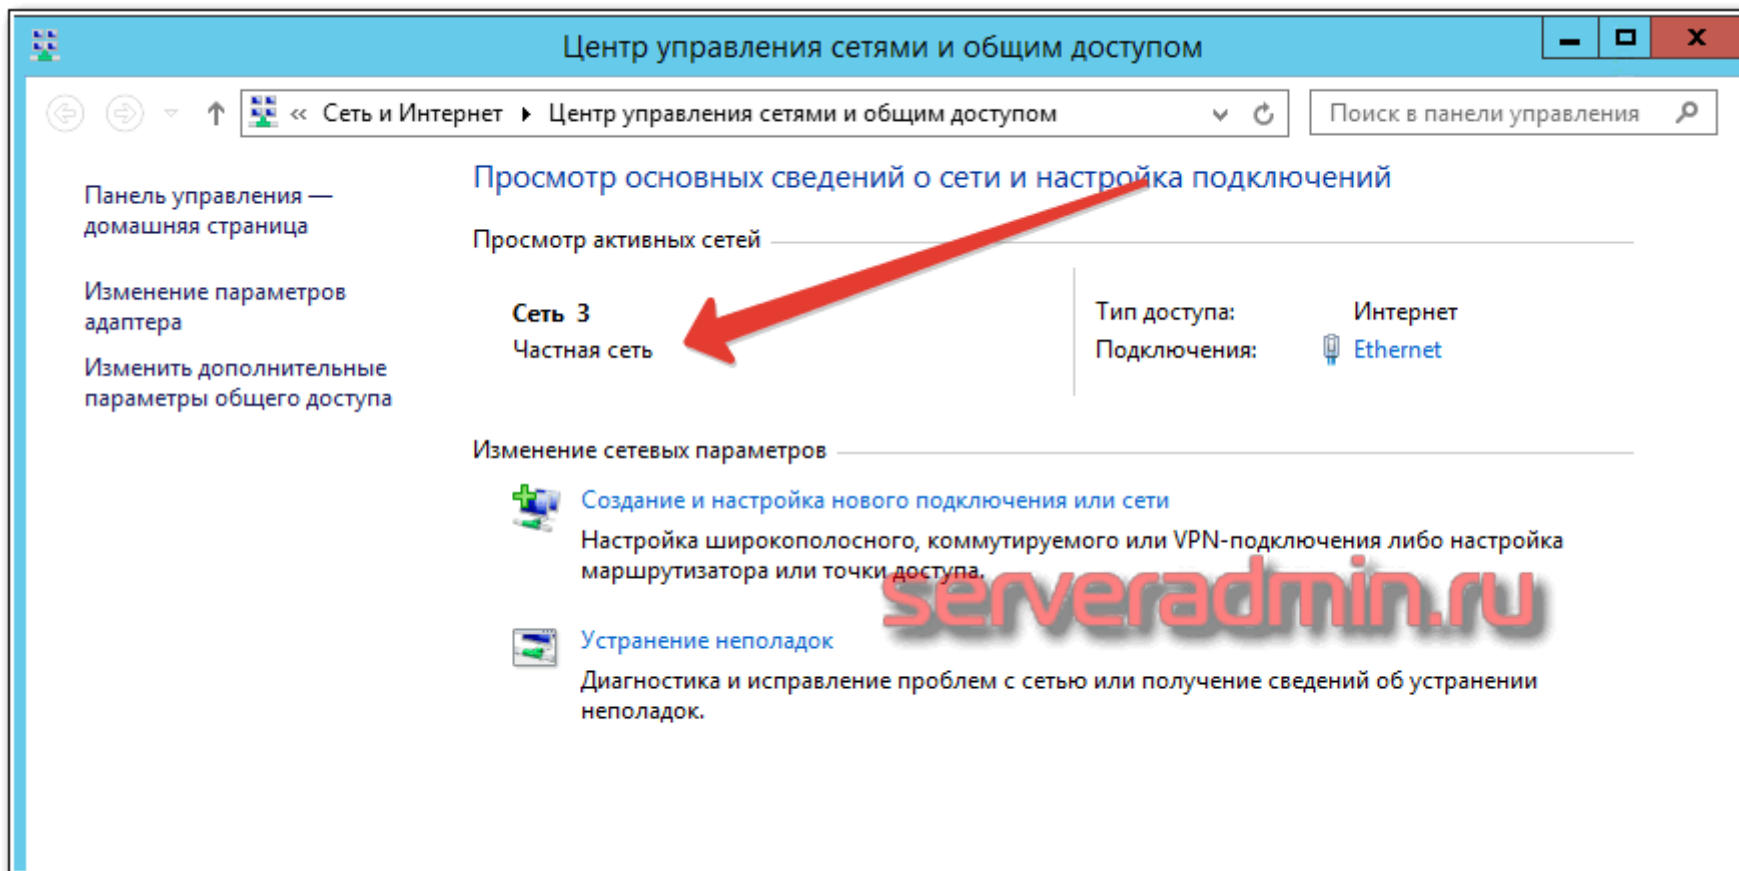 Центр управления сетями и общим доступом
« Сеть и Интернет ▸ Центр управления сетями и общим доступом
Поиск в панели управления
Панель управления —
домашняя страница
Изменение параметров
адаптера
Изменить дополнительные
параметры общего доступа
Просмотр основных сведений о сети и настройка подключений
Просмотр активных сетей
Сеть 3
Частная сеть
Тип доступа: Интернет
Подключения: Ethernet
Изменение сетевых параметров
Создание и настройка нового подключения или сети
Настройка широкополосного, коммутируемого или VPN-подключения либо настройка
маршрутизатора или точки доступа.
serveradmin.ru
Устранение неполадок
Диагностика и исправление проблем с сетью или получение сведений об устранении
неполадок.